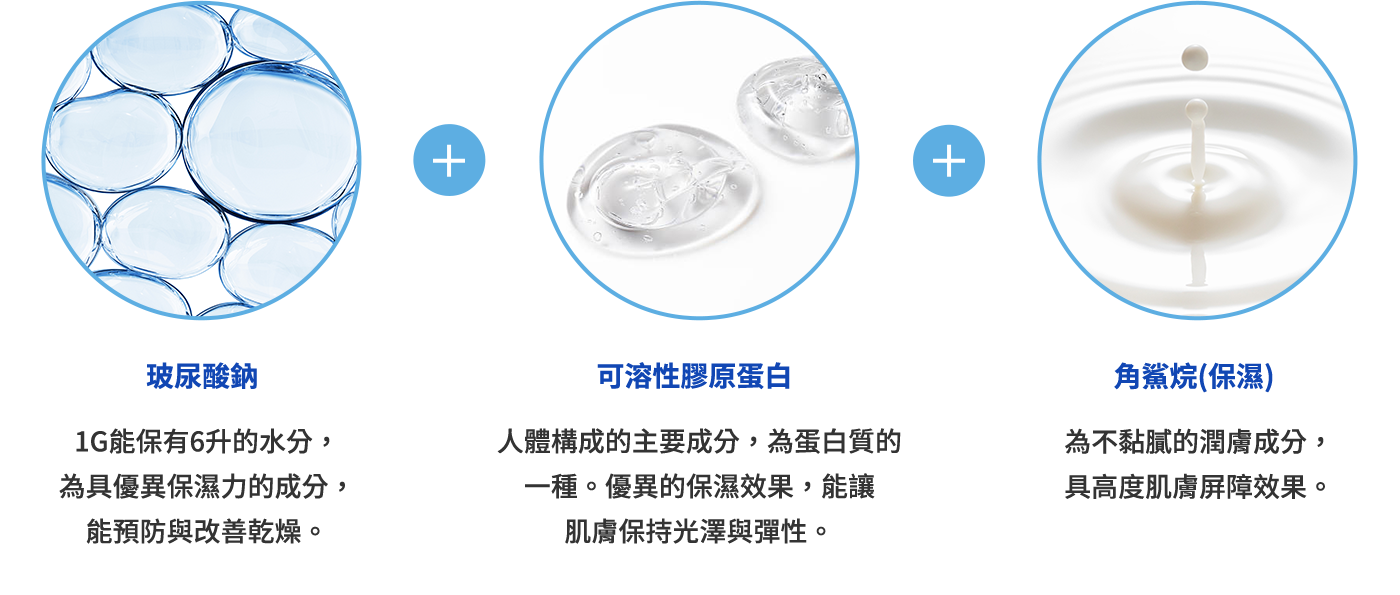 玻尿酸鈉
1G能保有6升的水分，
為具優異保濕力的成分，
能預防與改善乾燥。
可溶性膠原蛋白
人體構成的主要成分，為蛋白質的
一種。優異的保濕效果，能讓
肌膚保持光澤與彈性。
角鯊烷(保濕)
為不黏膩的潤膚成分，
具高度肌膚屏障效果。